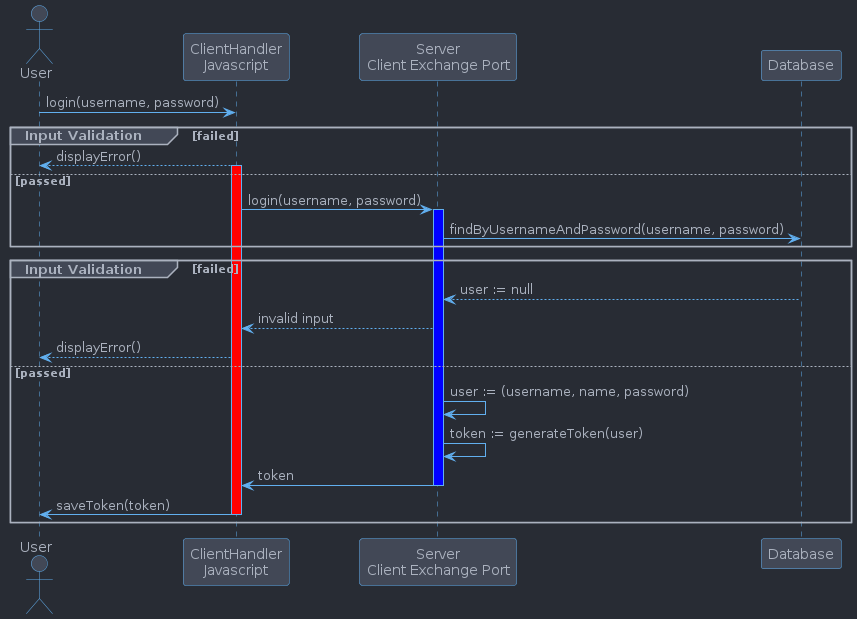 User
ClientHandler
Javascript
Server
Client Exchange Port
Database
login(username, password)
Input Validation [failed]
displayError()
[passed]
login(username, password)
findByUsernameAndPassword(username, password)
Input Validation [failed]
user := null
invalid input
displayError()
[passed]
user := (username, name, password)
token := generateToken(user)
token
saveToken(token)
User
ClientHandler
Javascript
Server
Client Exchange Port
Database